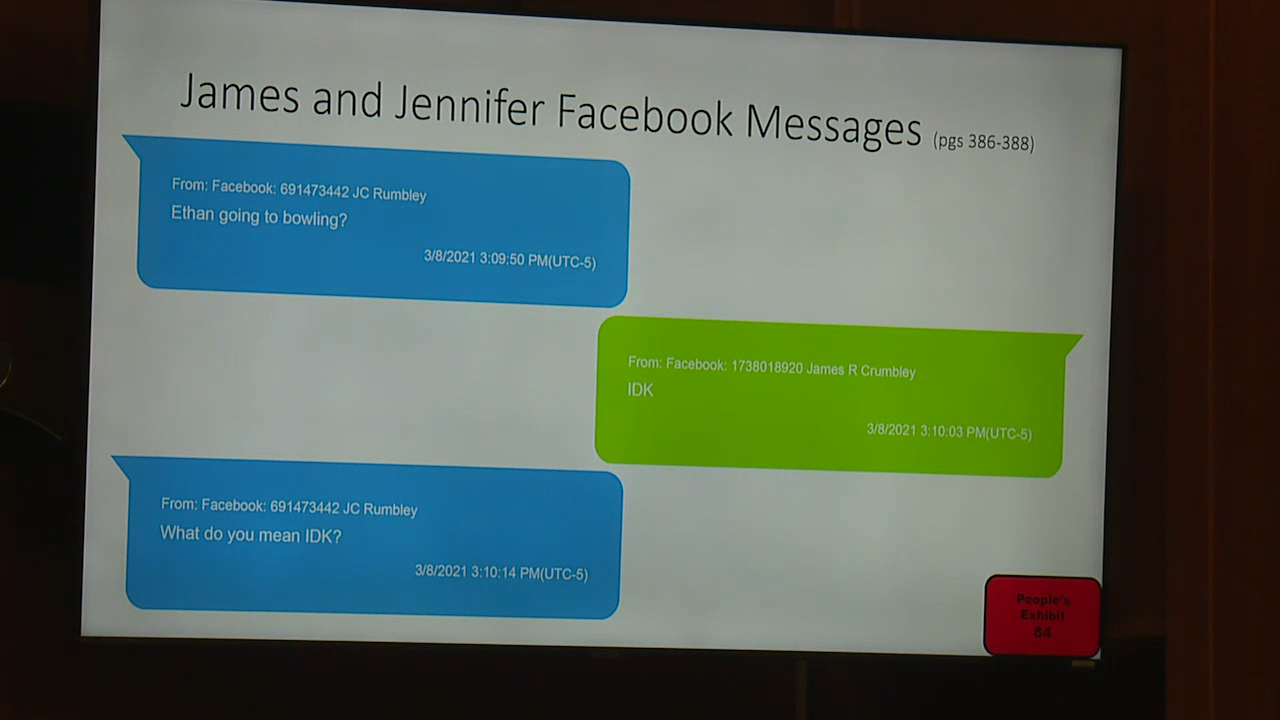 James and Jennifer Facebook Messages (pgs 386-388)
From: Facebook: 691473442 JC Rumbley
Ethan going to bowling?
3/8/2021 3:09:50 PM(UTC-5)
From: Facebook: 1738018920 James R Crumbley
IDK
3/8/2021 3:10:03 PM(UTC-5)
From: Facebook: 691473442 JC Rumbley
What do you mean IDK?
3/8/2021 3:10:14 PM(UTC-5)
People's
Exhibit
84